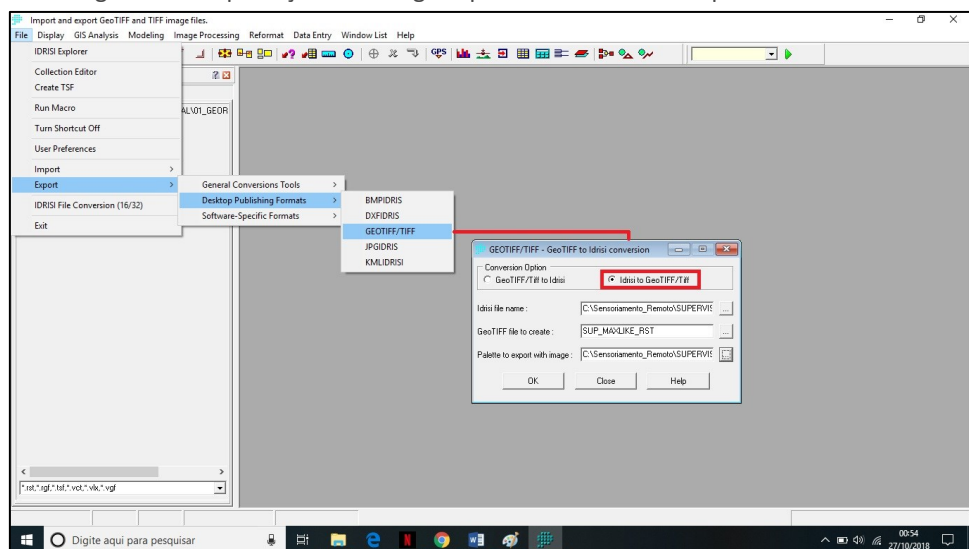 Import and export GeoTIFF and TIFF image files.
File Display GIS Analysis Modeling Image Processing Reformat Data Entry Window List Help
IDRISI Explorer
Collection Editor
Create TSF
Run Macro
Turn Shortcut Off
User Preferences
Import
Export
IDRISI File Conversion (16/32)
Exit
GPS
AL\01_GEOR
General Conversions Tools
Desktop Publishing Formats
Software-Specific Formats
BMPIDRIS
DXFIDRIS
GEOTIFF/TIFF
JPGIDRIS
KMLIDRISI
GEOTIFF/TIFF - GeoTIFF to Idrisi conversion
Conversion Option
GeoTIFF/Tiff to Idrisi
Idrisi to GeoTIFF/Tiff
Idrisi file name : C:\Sensoriamento_Remoto\SUPERVIS ...
GeoTIFF file to create : SUP_MAXLIKE_RST ...
Palette to export with image : C:\Sensoriamento_Remoto\SUPERVIS ...
OK Close Help
*.rst,*.rgf,*.tsf,*.vct,*.vlx,*.vgf
Digite aqui para pesquisar
00:54
27/10/2018